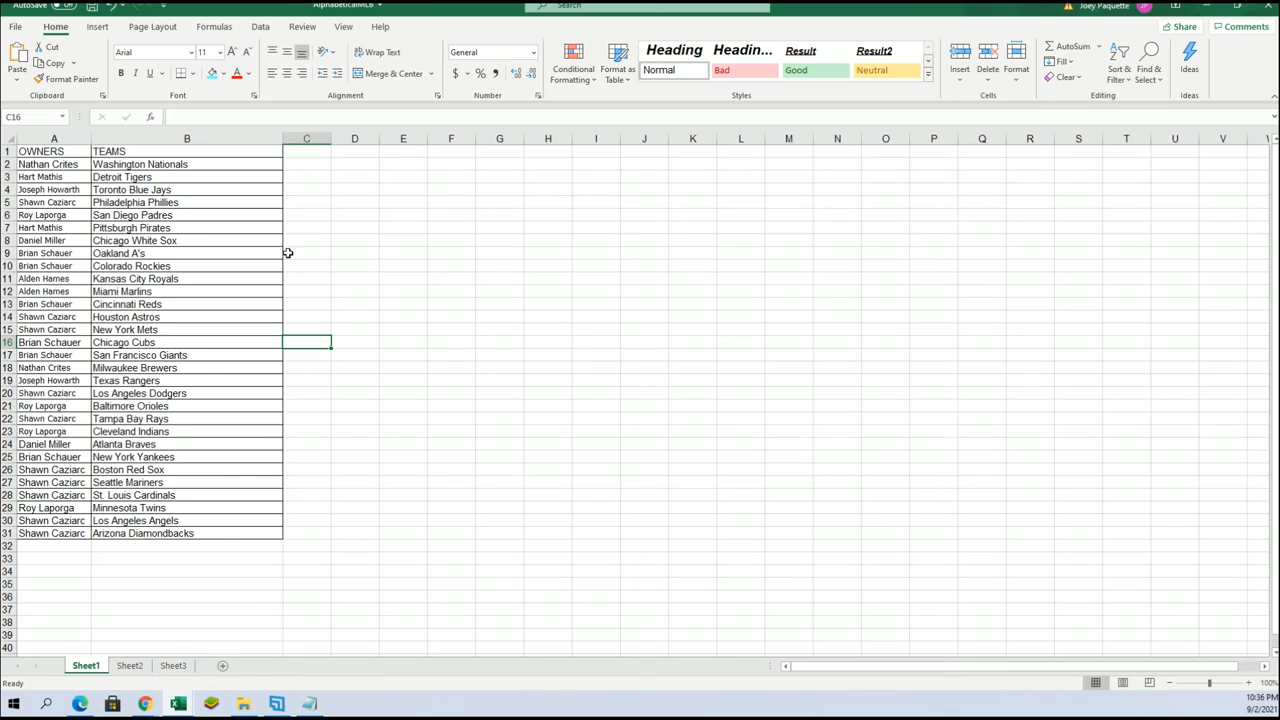 AutoSave Off AlphabeticalMLB Search Joey Paquette JP
File Home Insert Page Layout Formulas Data Review View Help Share Comments
Paste Cut Copy Format Painter Clipboard
Arial 11 A A B I U A Font
Wrap Text Merge & Center Alignment
General $ % , Number
Conditional Formatting Format as Table Heading Headin... Result Result2 Normal Bad Good Neutral Styles
Insert Delete Format Cells
AutoSum Fill Clear Sort & Filter Find & Select Editing
Ideas Ideas
C16 fx
A B C D E F G H I J K L M N O P Q R S T U V
1 OWNERS TEAMS
2 Nathan Crites Washington Nationals
3 Hart Mathis Detroit Tigers
4 Joseph Howarth Toronto Blue Jays
5 Shawn Caziarc Philadelphia Phillies
6 Roy Laporga San Diego Padres
7 Hart Mathis Pittsburgh Pirates
8 Daniel Miller Chicago White Sox
9 Brian Schauer Oakland A's
10 Brian Schauer Colorado Rockies
11 Alden Hames Kansas City Royals
12 Alden Hames Miami Marlins
13 Brian Schauer Cincinnati Reds
14 Shawn Caziarc Houston Astros
15 Shawn Caziarc New York Mets
16 Brian Schauer Chicago Cubs
17 Brian Schauer San Francisco Giants
18 Nathan Crites Milwaukee Brewers
19 Joseph Howarth Texas Rangers
20 Shawn Caziarc Los Angeles Dodgers
21 Roy Laporga Baltimore Orioles
22 Shawn Caziarc Tampa Bay Rays
23 Roy Laporga Cleveland Indians
24 Daniel Miller Atlanta Braves
25 Brian Schauer New York Yankees
26 Shawn Caziarc Boston Red Sox
27 Shawn Caziarc Seattle Mariners
28 Shawn Caziarc St. Louis Cardinals
29 Roy Laporga Minnesota Twins
30 Shawn Caziarc Los Angeles Angels
31 Shawn Caziarc Arizona Diamondbacks
32
33
34
35
36
37
38
39
40
Sheet1 Sheet2 Sheet3
Ready 100%
10:36 PM
9/2/2021